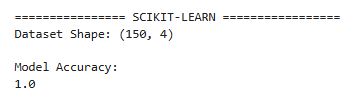 ================ SCIKIT-LEARN =================
Dataset Shape: (150, 4)
Model Accuracy:
1.0